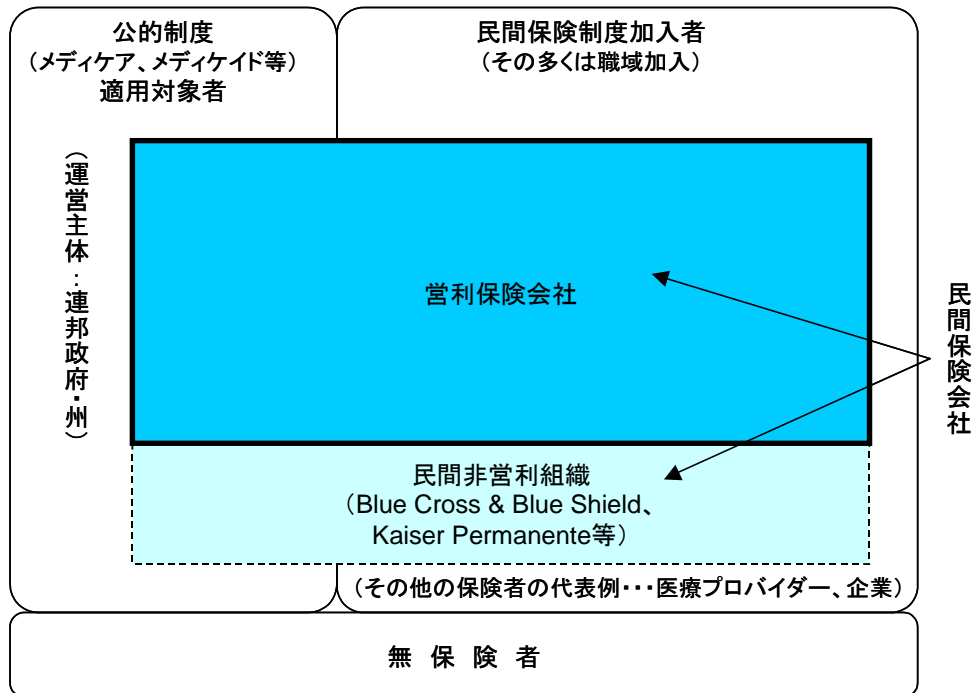 公的制度
（メディケア、メディケイド等）
適用対象者
民間保険制度加入者
（その多くは職域加入）
（運営主体：連邦政府・州）
営利保険会社
民間保険会社
民間非営利組織
（Blue Cross & Blue Shield、
Kaiser Permanente等）
（その他の保険者の代表例・・・医療プロバイダー、企業）
無 保 険 者